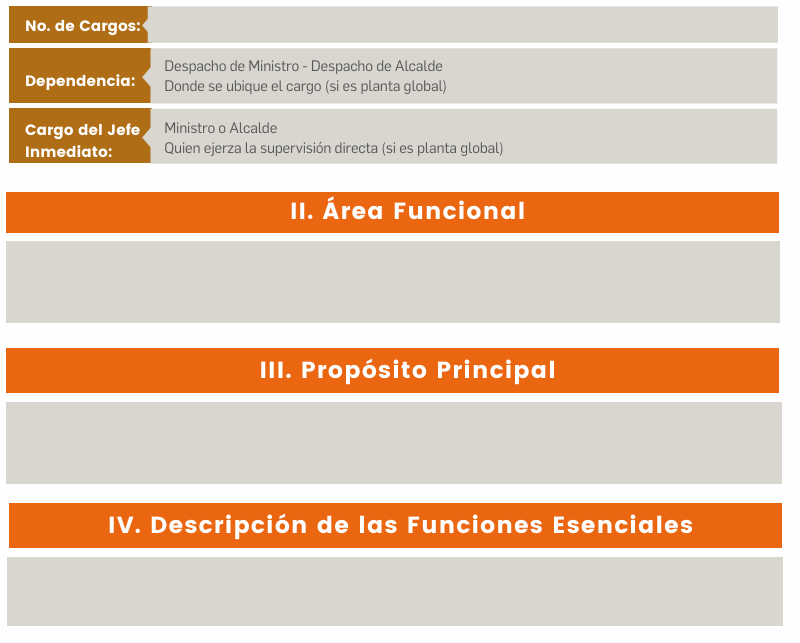 No. de Cargos:
Dependencia:
Despacho de Ministro - Despacho de Alcalde
Donde se ubique el cargo (si es planta global)
Cargo del Jefe
Inmediato:
Ministro o Alcalde
Quien ejerza la supervisión directa (si es planta global)
II. Área Funcional
III. Propósito Principal
IV. Descripción de las Funciones Esenciales